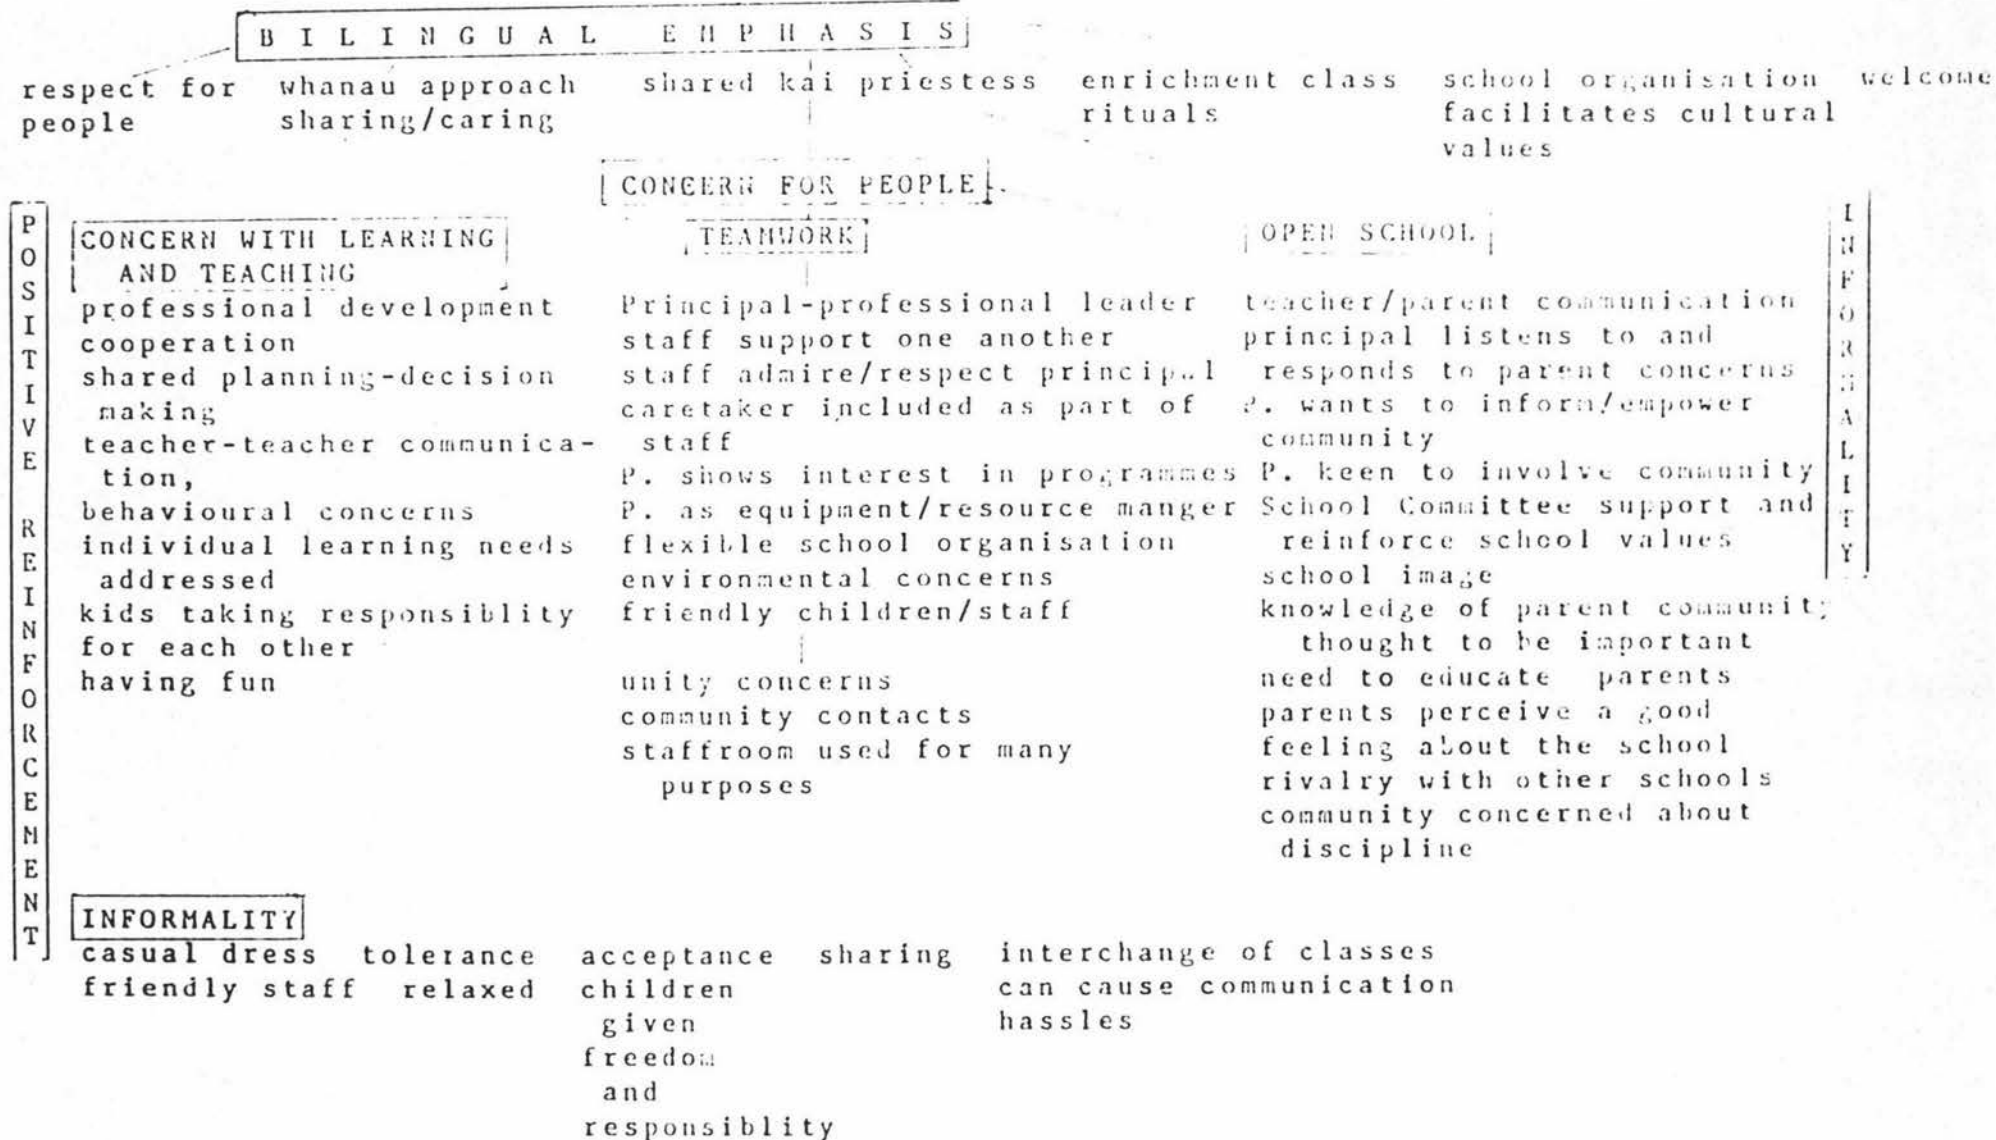 BILINGUAL EMPHASIS
respect for people
whanau approach
sharing/caring
shared kai priestess
enrichment class
rituals
school organisation
facilitates cultural
values
welcome
CONCERN FOR PEOPLE
POSITIVE REINFORCEMENT
CONCERN WITH LEARNING
AND TEACHING
professional development
cooperation
shared planning-decision
making
teacher-teacher communica-
tion,
behavioural concerns
individual learning needs
addressed
kids taking responsiblity
for each other
having fun
TEAMWORK
Principal-professional leader
staff support one another
staff admire/respect principal
caretaker included as part of
staff
P. shows interest in programmes
P. as equipment/resource manger
flexible school organisation
environmental concerns
friendly children/staff
unity concerns
community contacts
staffroom used for many
purposes
OPEN SCHOOL
teacher/parent communication
principal listens to and
responds to parent concerns
P. wants to inform/empower
community
P. keen to involve community
School Committee support and
reinforce school values
school image
knowledge of parent community
thought to be important
need to educate parents
parents perceive a good
feeling about the school
rivalry with other schools
community concerned about
discipline
INFORMALITY
INFORMALITY
casual dress tolerance acceptance sharing interchange of classes
friendly staff relaxed children can cause communication
given hassles
freedom
and
responsiblity